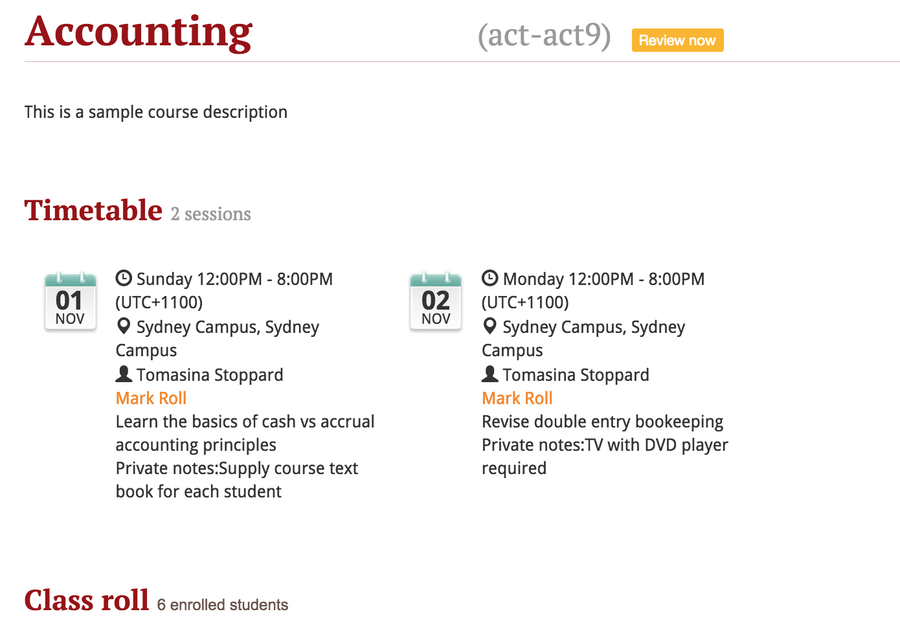 Accounting (act-act9) Review now
This is a sample course description
Timetable 2 sessions
01
NOV
Sunday 12:00PM - 8:00PM
(UTC+1100)
Sydney Campus, Sydney
Campus
Tomasina Stoppard
Mark Roll
Learn the basics of cash vs accrual
accounting principles
Private notes:Supply course text
book for each student
02
NOV
Monday 12:00PM - 8:00PM
(UTC+1100)
Sydney Campus, Sydney
Campus
Tomasina Stoppard
Mark Roll
Revise double entry bookeeping
Private notes:TV with DVD player
required
Class roll 6 enrolled students